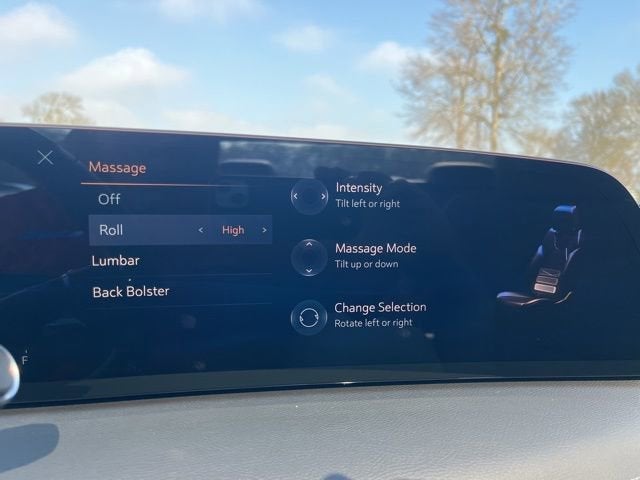 Massage
Off
Roll < High >
Lumbar
Back Bolster
Intensity
Tilt left or right
Massage Mode
Tilt up or down
Change Selection
Rotate left or right
F